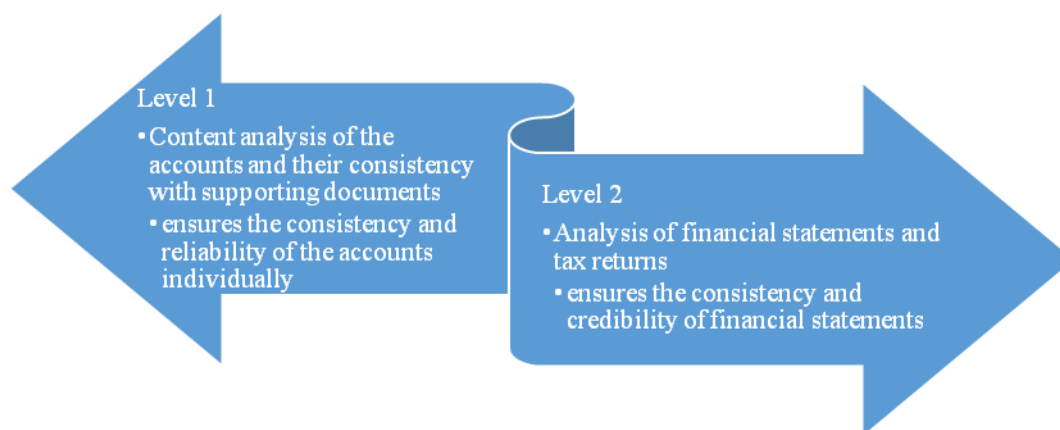 Level 1
•Content analysis of the
accounts and their consistency
with supporting documents
•ensures the consistency and
reliability of the accounts
individually
Level 2
•Analysis of financial statements and
tax returns
•ensures the consistency and
credibility of financial statements